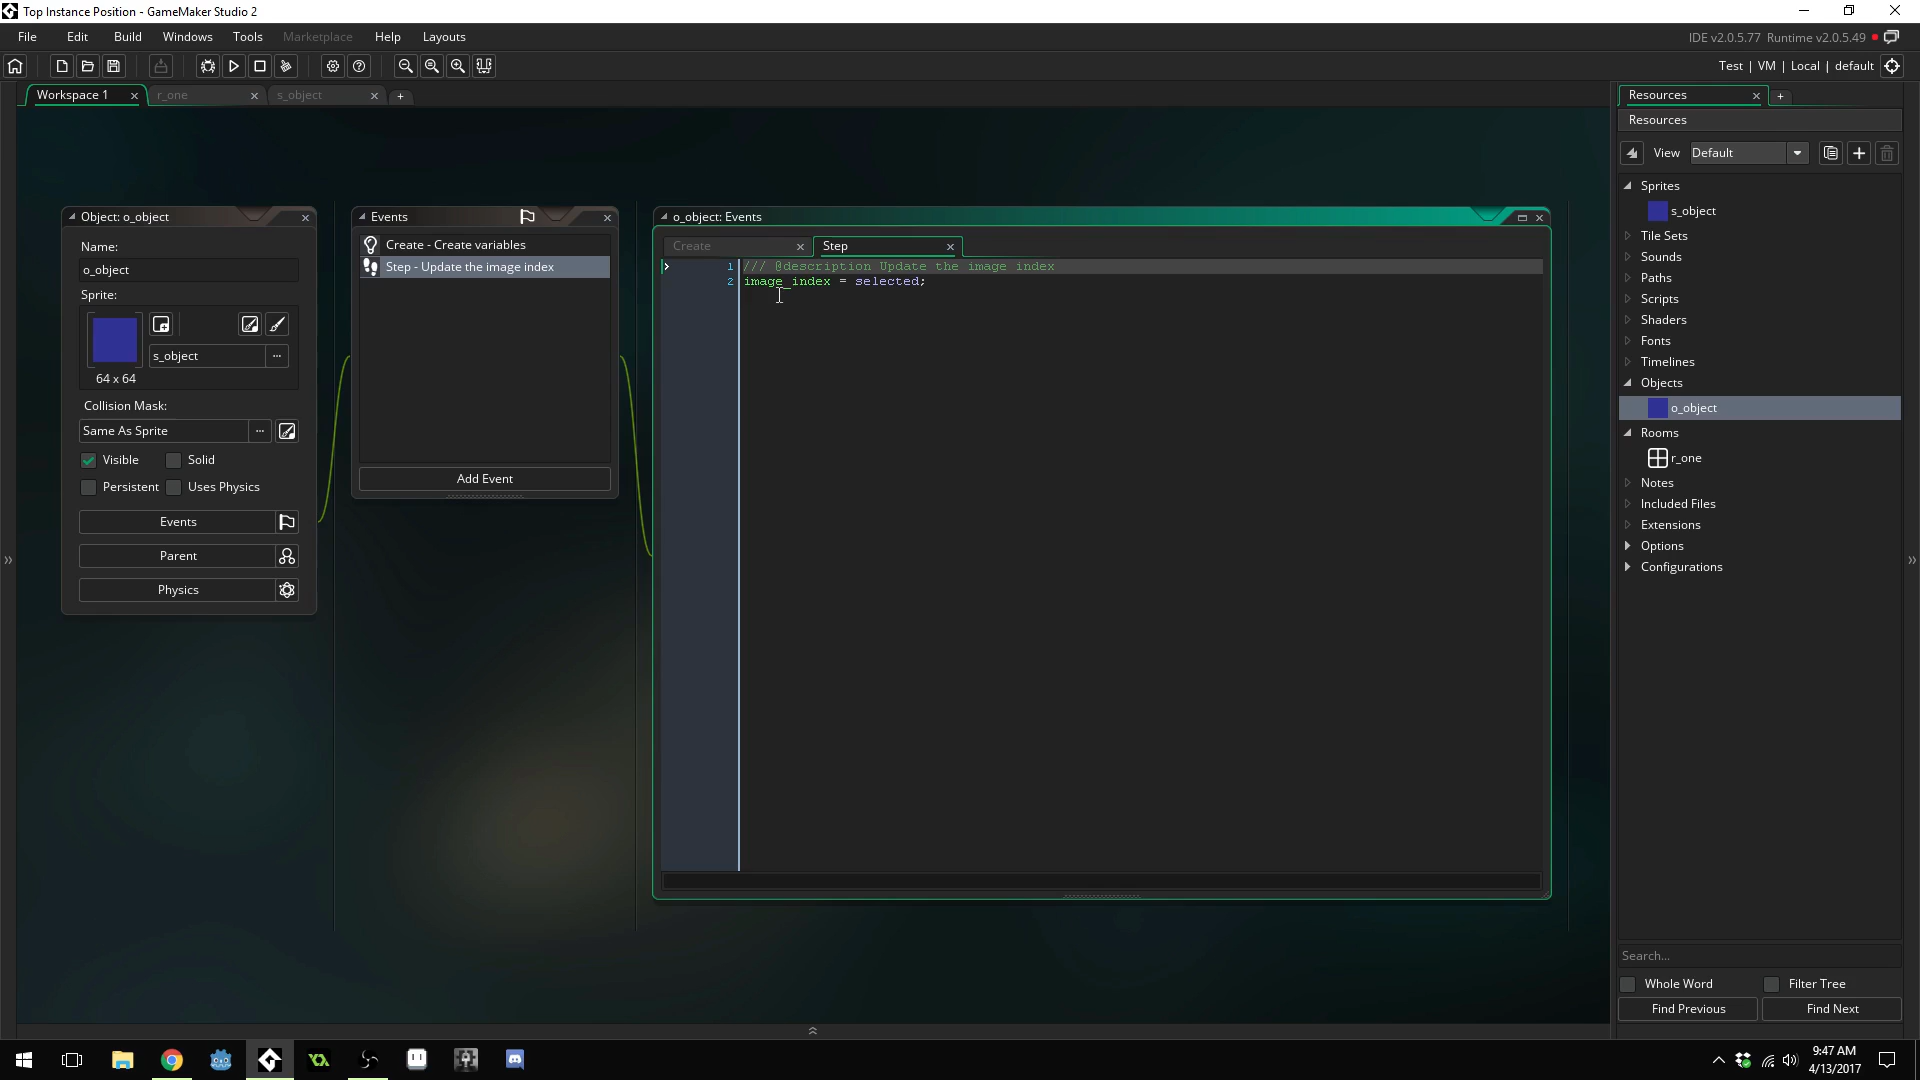 Top Instance Position - GameMaker Studio 2
File Edit Build Windows Tools Marketplace Help Layouts
IDE v2.0.5.77 Runtime v2.0.5.49
Test | VM | Local | default
Workspace 1 r_one s_object
Resources
Resources
View Default
Sprites
s_object
Tile Sets
Sounds
Paths
Scripts
Shaders
Fonts
Timelines
Objects
o_object
Rooms
r_one
Notes
Included Files
Extensions
Options
Configurations
Search...
Whole Word Filter Tree
Find Previous Find Next
Object: o_object
Name:
o_object
Sprite:
s_object
64 x 64
Collision Mask:
Same As Sprite
Visible Solid
Persistent Uses Physics
Events
Parent
Physics
Events
Create - Create variables
Step - Update the image index
Add Event
o_object: Events
Create Step
1 /// @description Update the image index
2 image_index = selected;
9:47 AM
4/13/2017